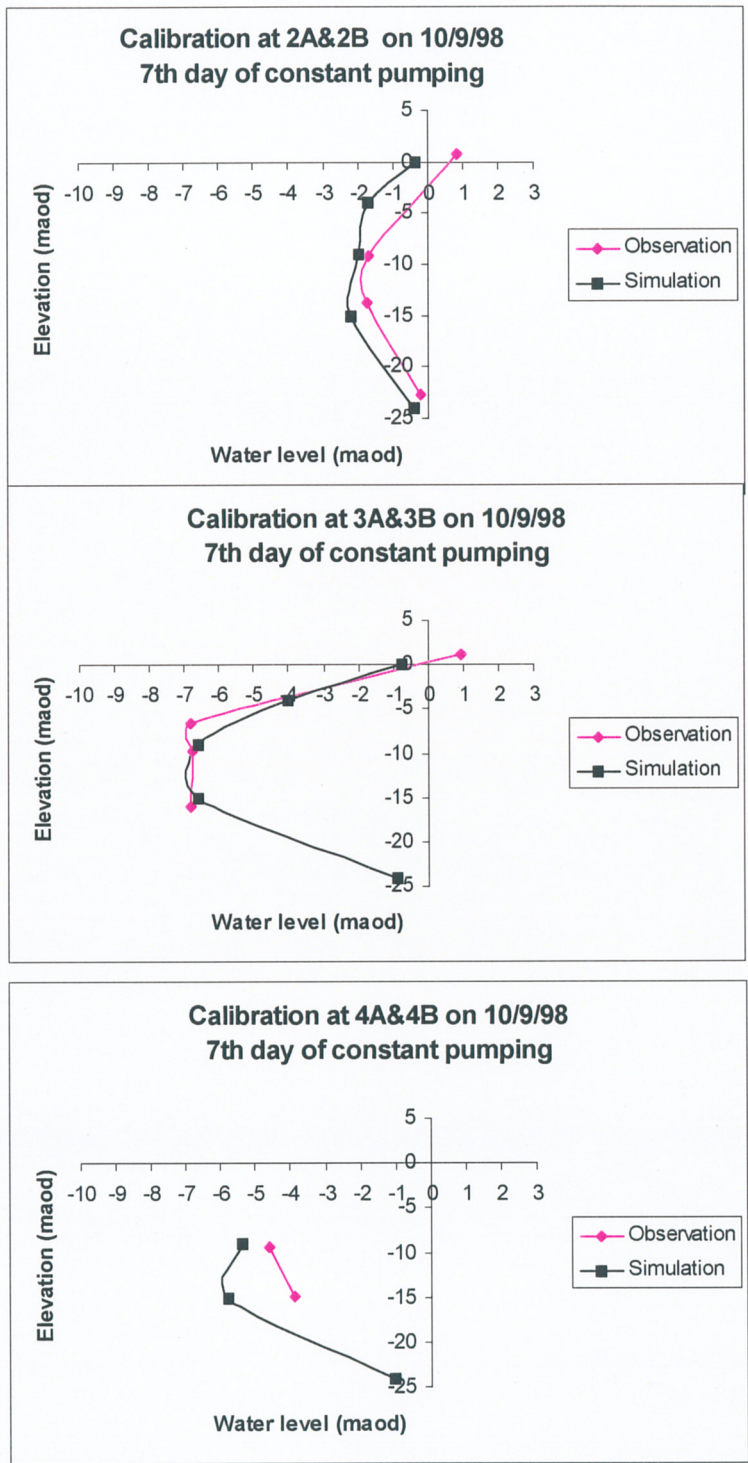 Calibration at 2A&2B on 10/9/98
7th day of constant pumping
5
0
-10 -9 -8 -7 -6 -5 -4 -3 -2 -1 0 1 2 3
-5
-10
-15
-20
-25
Elevation (maod)
Water level (maod)
Observation
Simulation
Calibration at 3A&3B on 10/9/98
7th day of constant pumping
5
0
-10 -9 -8 -7 -6 -5 -4 -3 -2 -1 0 1 2 3
-5
-10
-15
-20
-25
Elevation (maod)
Water level (maod)
Observation
Simulation
Calibration at 4A&4B on 10/9/98
7th day of constant pumping
5
0
-10 -9 -8 -7 -6 -5 -4 -3 -2 -1 0 1 2 3
-5
-10
-15
-20
-25
Elevation (maod)
Water level (maod)
Observation
Simulation